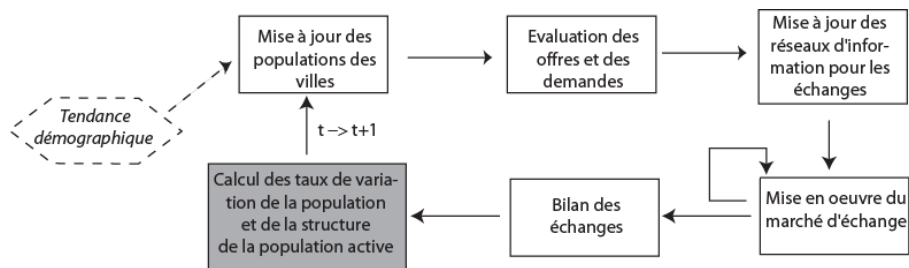 Mise à jour des
populations des
villes
Evaluation des
offres et des
demandes
Mise à jour des
réseaux d'infor-
mation pour les
échanges
Tendance
démographique
t –> t+1
Calcul des taux de varia-
tion de la population
et de la structure
de la population active
Bilan des
échanges
Mise en oeuvre du
marché d'échange